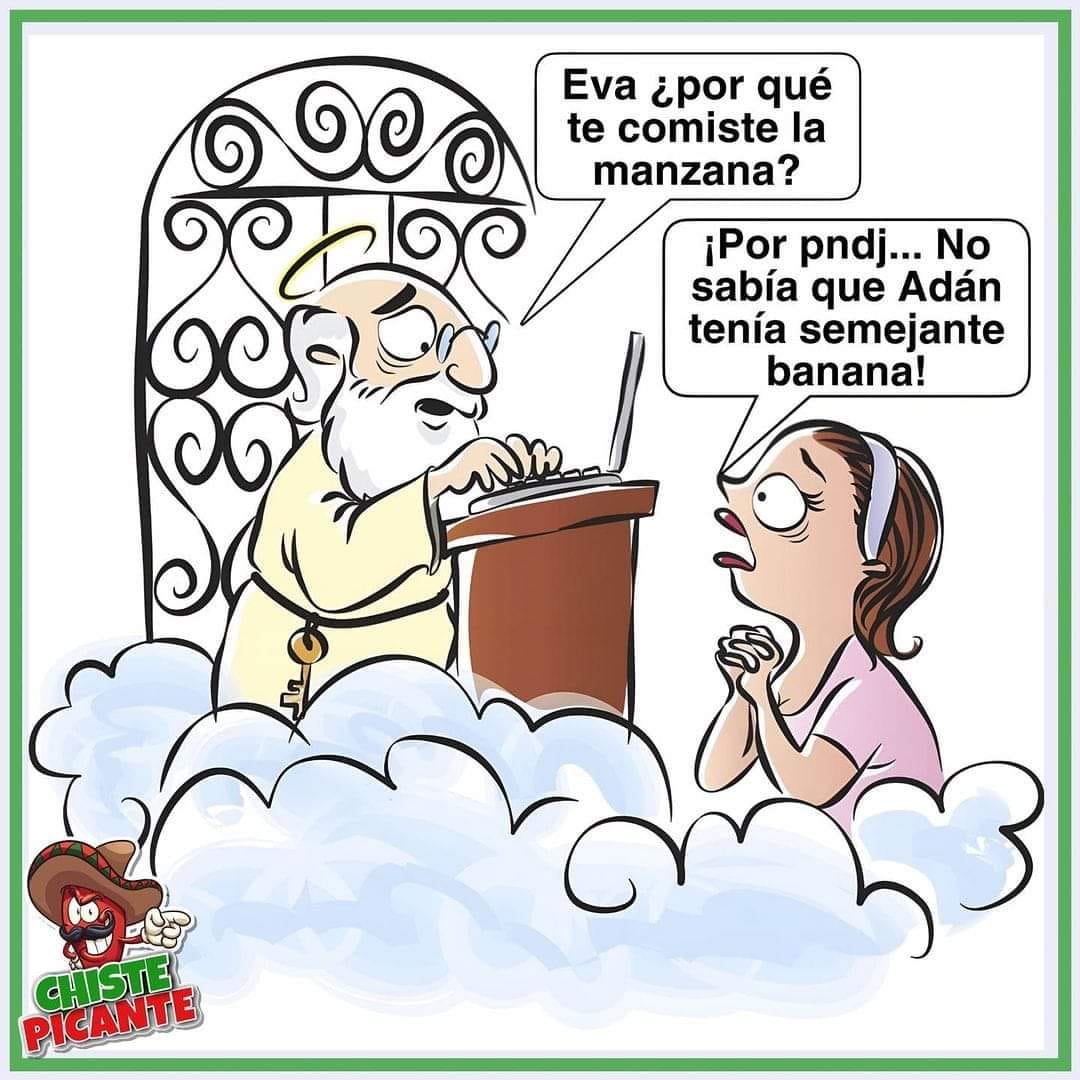 Eva ¿por qué
te comiste la
manzana?
¡Por pndj... No
sabía que Adán
tenía semejante
banana!
CHISTE
PICANTE